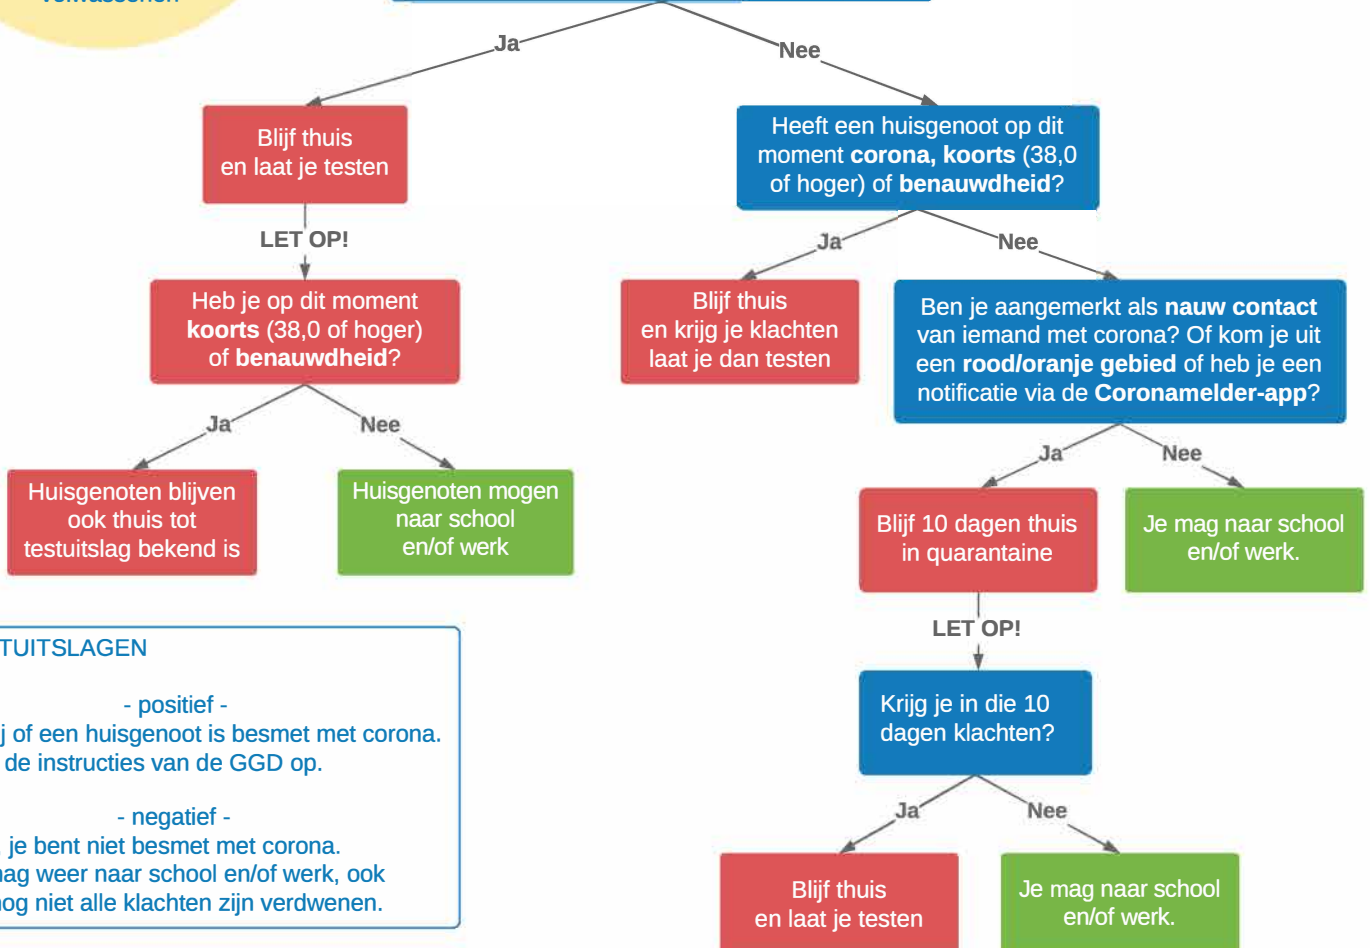 Ja
Nee
Blijf thuis
en laat je testen
Heeft een huisgenoot op dit
moment corona, koorts (38,0
of hoger) of benauwdheid?
LET OP!
Ja
Nee
Heb je op dit moment
koorts (38,0 of hoger)
of benauwdheid?
Blijf thuis
en krijg je klachten
laat je dan testen
Ben je aangemerkt als nauw contact
van iemand met corona? Of kom je uit
een rood/oranje gebied of heb je een
notificatie via de Coronamelder-app?
Ja
Nee
Ja
Nee
Huisgenoten blijven
ook thuis tot
testuitslag bekend is
Huisgenoten mogen
naar school
en/of werk
Blijf 10 dagen thuis
in quarantaine
Je mag naar school
en/of werk.
LET OP!
Krijg je in die 10
dagen klachten?
Ja
Nee
Blijf thuis
en laat je testen
Je mag naar school
en/of werk.
TUITSLAGEN
- positief -
j of een huisgenoot is besmet met corona.
de instructies van de GGD op.
- negatief -
je bent niet besmet met corona.
ag weer naar school en/of werk, ook
og niet alle klachten zijn verdwenen.